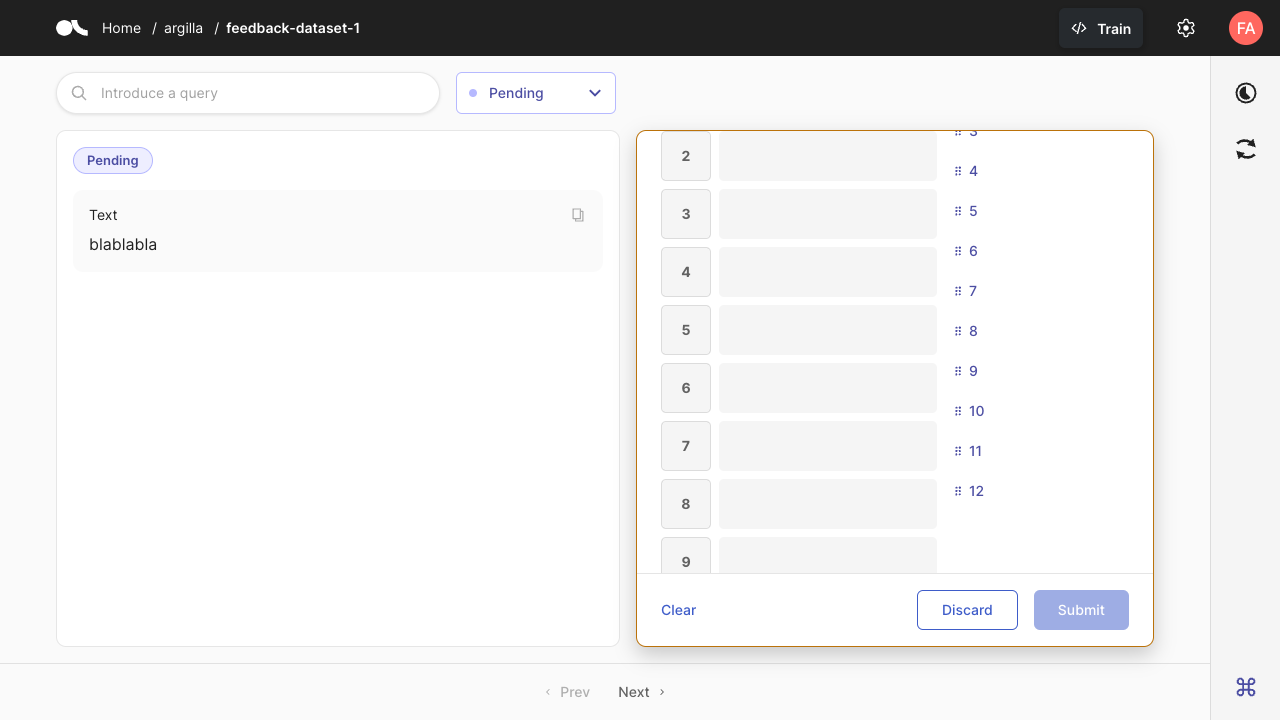 Home / argilla / feedback-dataset-1
Train
FA
Introduce a query
Pending
Pending
Text
blablabla
2
3
4
5
6
7
8
9
3
4
5
6
7
8
9
10
11
12
Clear
Discard
Submit
Prev
Next